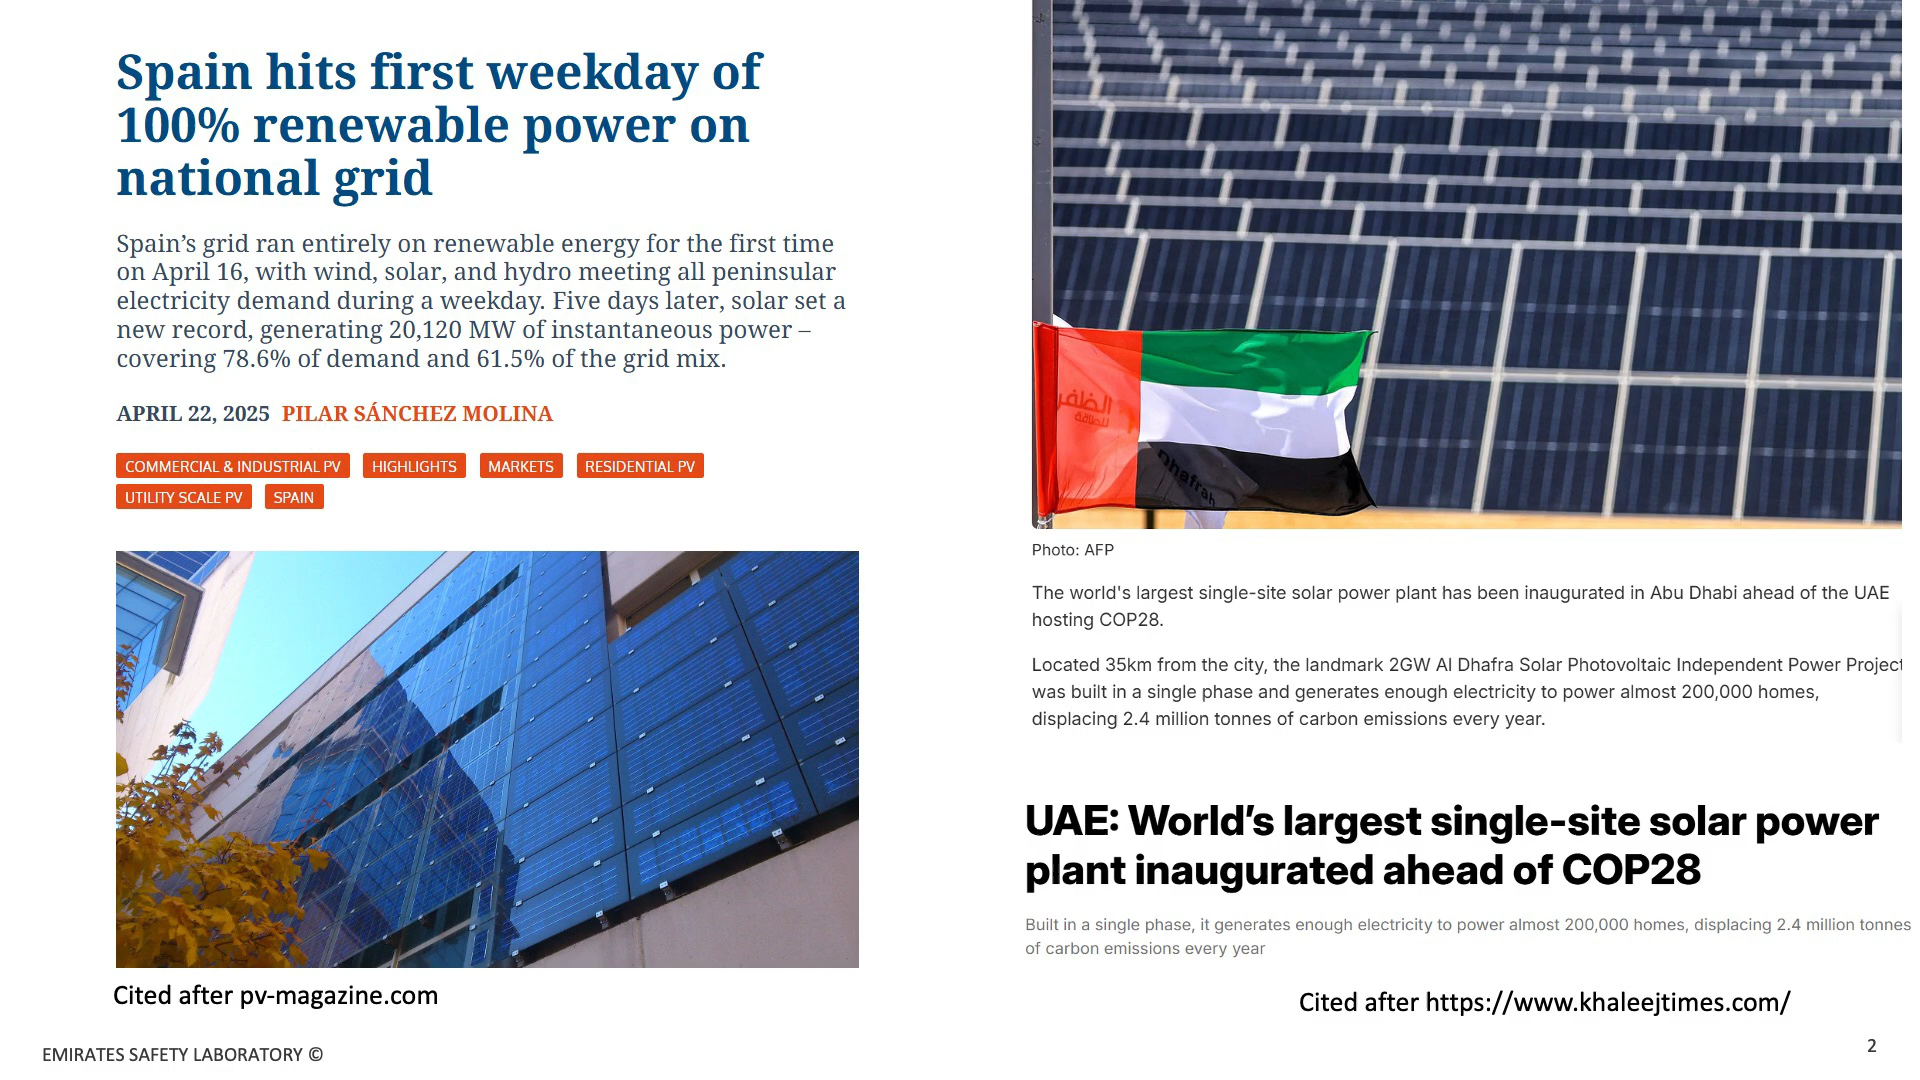 Spain hits first weekday of
100% renewable power on
national grid
Spain’s grid ran entirely on renewable energy for the first time
on April 16, with wind, solar, and hydro meeting all peninsular
electricity demand during a weekday. Five days later, solar set a
new record, generating 20,120 MW of instantaneous power –
covering 78.6% of demand and 61.5% of the grid mix.
APRIL 22, 2025 PILAR SÁNCHEZ MOLINA
COMMERCIAL & INDUSTRIAL PV HIGHLIGHTS MARKETS RESIDENTIAL PV
UTILITY SCALE PV SPAIN
Cited after pv-magazine.com
الظفرة
للطاقة
Dhafrah
Photo: AFP
The world's largest single-site solar power plant has been inaugurated in Abu Dhabi ahead of the UAE
hosting COP28.
Located 35km from the city, the landmark 2GW Al Dhafra Solar Photovoltaic Independent Power Project
was built in a single phase and generates enough electricity to power almost 200,000 homes,
displacing 2.4 million tonnes of carbon emissions every year.
UAE: World’s largest single-site solar power
plant inaugurated ahead of COP28
Built in a single phase, it generates enough electricity to power almost 200,000 homes, displacing 2.4 million tonnes
of carbon emissions every year
Cited after https://www.khaleejtimes.com/
EMIRATES SAFETY LABORATORY ©
2